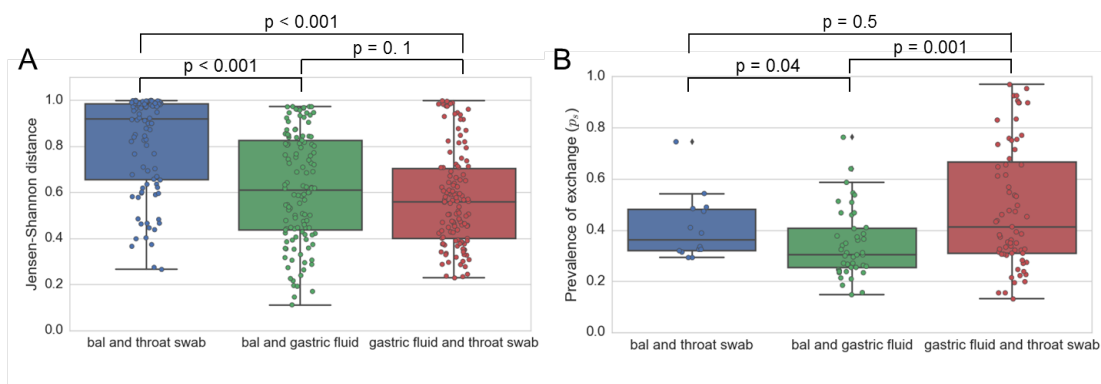 p < 0.001
p = 0. 1
p < 0.001
A
Jensen-Shannon distance
1.0
0.8
0.6
0.4
0.2
0.0
bal and throat swab
bal and gastric fluid
gastric fluid and throat swab
p = 0.5
p = 0.001
p = 0.04
B
Prevalence of exchange (pₛ)
1.0
0.8
0.6
0.4
0.2
0.0
bal and throat swab
bal and gastric fluid
gastric fluid and throat swab